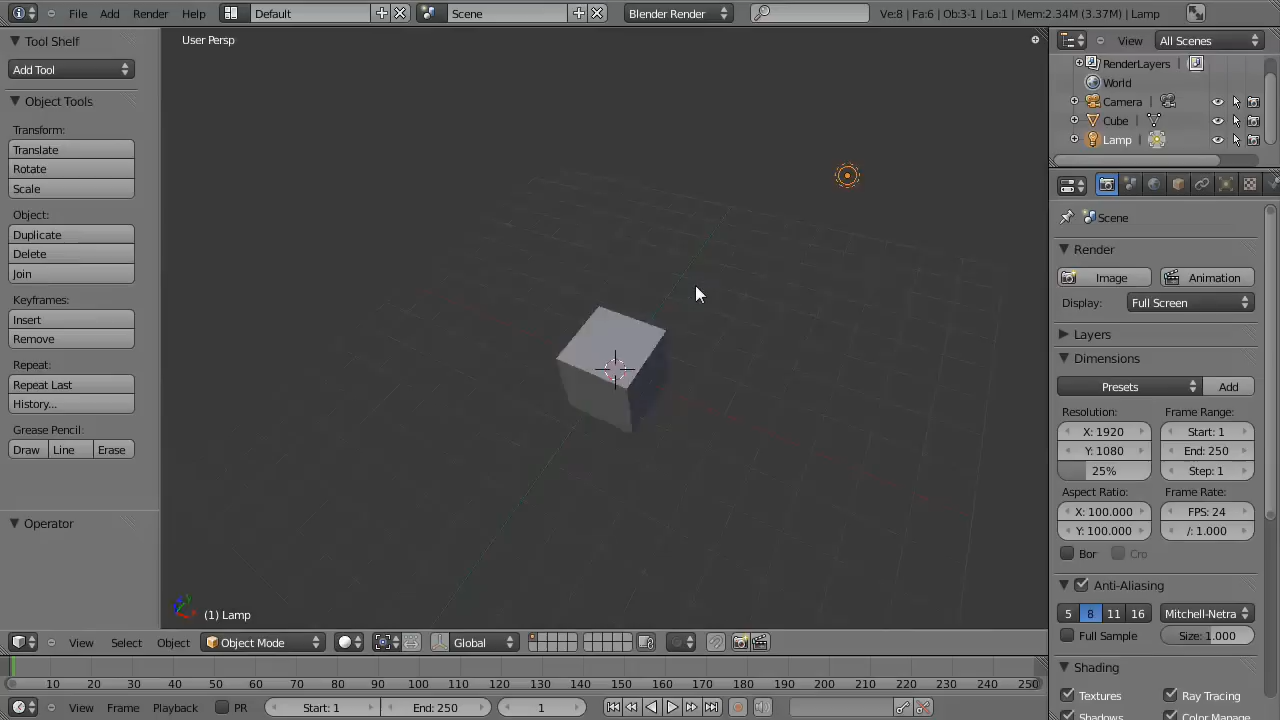 File Add Render Help Default Scene Blender Render Ve:8 | Fa:6 | Ob:3-1 | La:1 | Mem:2.34M (3.37M) | Lamp
Tool Shelf
Add Tool
Object Tools
Transform:
Translate
Rotate
Scale
Object:
Duplicate
Delete
Join
Keyframes:
Insert
Remove
Repeat:
Repeat Last
History...
Grease Pencil:
Draw Line Erase
Operator
User Persp
(1) Lamp
View All Scenes
RenderLayers
World
Camera
Cube
Lamp
Scene
Render
Image Animation
Display: Full Screen
Layers
Dimensions
Presets Add
Resolution: Frame Range:
X: 1920 Start: 1
Y: 1080 End: 250
25% Step: 1
Aspect Ratio: Frame Rate:
X: 100.000 FPS: 24
Y: 100.000 /: 1.000
Bor Cro
Anti-Aliasing
5 8 11 16 Mitchell-Netra
Full Sample Size: 1.000
Shading
Textures Ray Tracing
Shadows Color Manage
View Select Object Object Mode Global
10 20 30 40 50 60 70 80 90 100 110 120 130 140 150 160 170 180 190 200 210 220 230 240 250
View Frame Playback PR Start: 1 End: 250 1